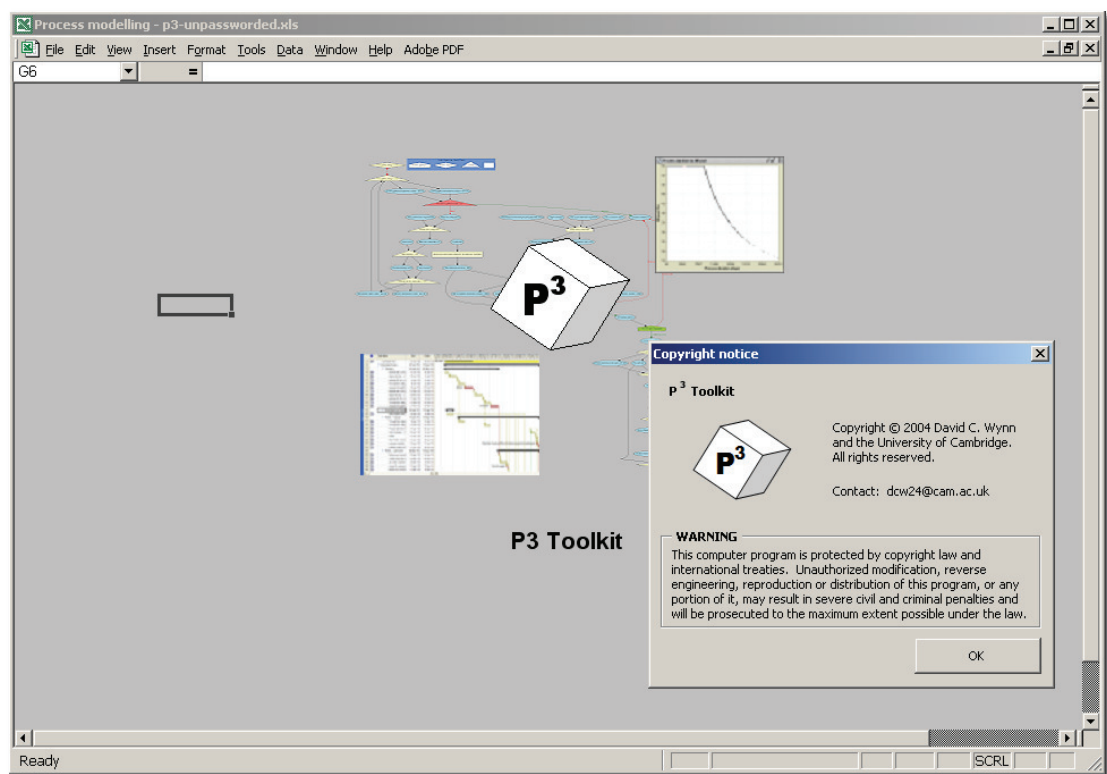 Process modelling - p3-unpassworded.xls
File Edit View Insert Format Tools Data Window Help Adobe PDF
G6 =
P3
P3 Toolkit
Copyright notice
P 3 Toolkit
P3
Copyright © 2004 David C. Wynn
and the University of Cambridge.
All rights reserved.
Contact: dcw24@cam.ac.uk
WARNING
This computer program is protected by copyright law and
international treaties. Unauthorized modification, reverse
engineering, reproduction or distribution of this program, or any
portion of it, may result in severe civil and criminal penalties and
will be prosecuted to the maximum extent possible under the law.
OK
Ready SCRL